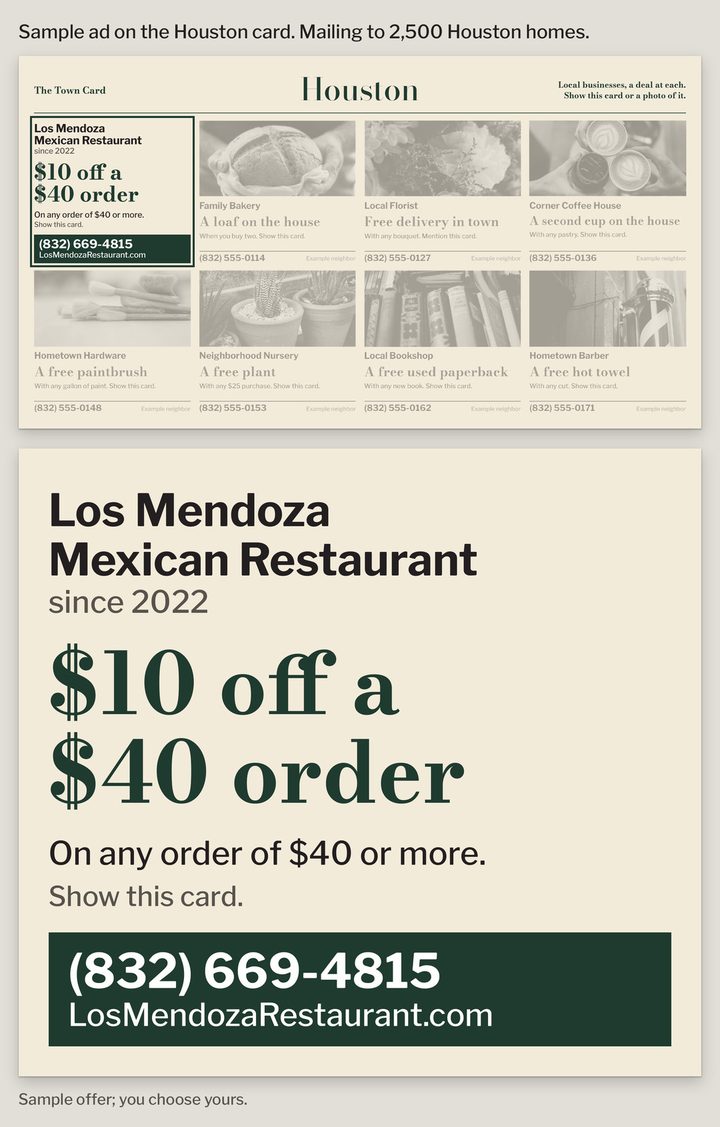 Sample ad on the Houston card. Mailing to 2,500 Houston homes.
The Town Card
Houston
Local businesses, a deal at each.
Show this card or a photo of it.
Los Mendoza
Mexican Restaurant
since 2022
$10 off a
$40 order
On any order of $40 or more.
Show this card.
(832) 669-4815
LosMendozaRestaurant.com
Family Bakery
A loaf on the house
When you buy two. Show this card.
(832) 555-0114
Example neighbor
Local Florist
Free delivery in town
With any bouquet. Mention this card.
(832) 555-0127
Example neighbor
Corner Coffee House
A second cup on the house
With any pastry. Show this card.
(832) 555-0136
Example neighbor
Hometown Hardware
A free paintbrush
With any gallon of paint. Show this card.
(832) 555-0148
Example neighbor
Neighborhood Nursery
A free plant
With any $25 purchase. Show this card.
(832) 555-0153
Example neighbor
Local Bookshop
A free used paperback
With any new book. Show this card.
(832) 555-0162
Example neighbor
Hometown Barber
A free hot towel
With any cut. Show this card.
(832) 555-0171
Example neighbor
Los Mendoza
Mexican Restaurant
since 2022
$10 off a
$40 order
On any order of $40 or more.
Show this card.
(832) 669-4815
LosMendozaRestaurant.com
Sample offer; you choose yours.